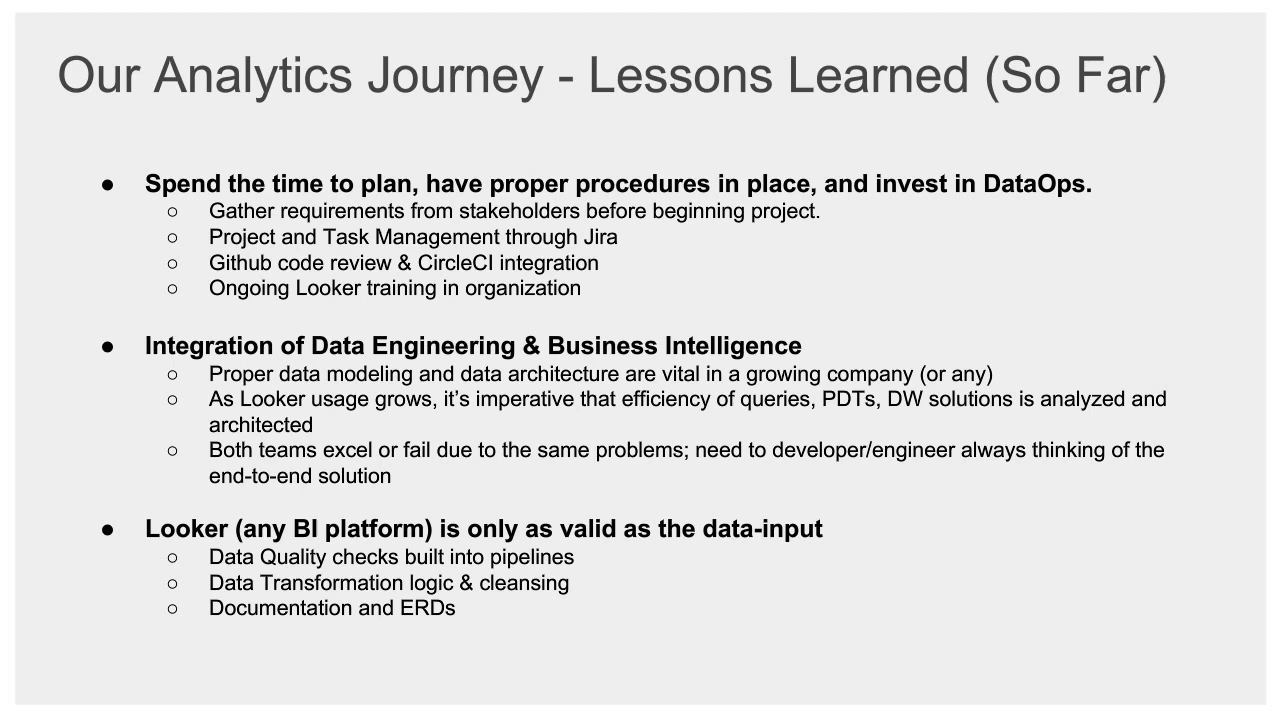 Our Analytics Journey - Lessons Learned (So Far)
● Spend the time to plan, have proper procedures in place, and invest in DataOps.
○ Gather requirements from stakeholders before beginning project.
○ Project and Task Management through Jira
○ Github code review & CircleCI integration
○ Ongoing Looker training in organization
● Integration of Data Engineering & Business Intelligence
○ Proper data modeling and data architecture are vital in a growing company (or any)
○ As Looker usage grows, it’s imperative that efficiency of queries, PDTs, DW solutions is analyzed and
architected
○ Both teams excel or fail due to the same problems; need to developer/engineer always thinking of the
end-to-end solution
● Looker (any BI platform) is only as valid as the data-input
○ Data Quality checks built into pipelines
○ Data Transformation logic & cleansing
○ Documentation and ERDs